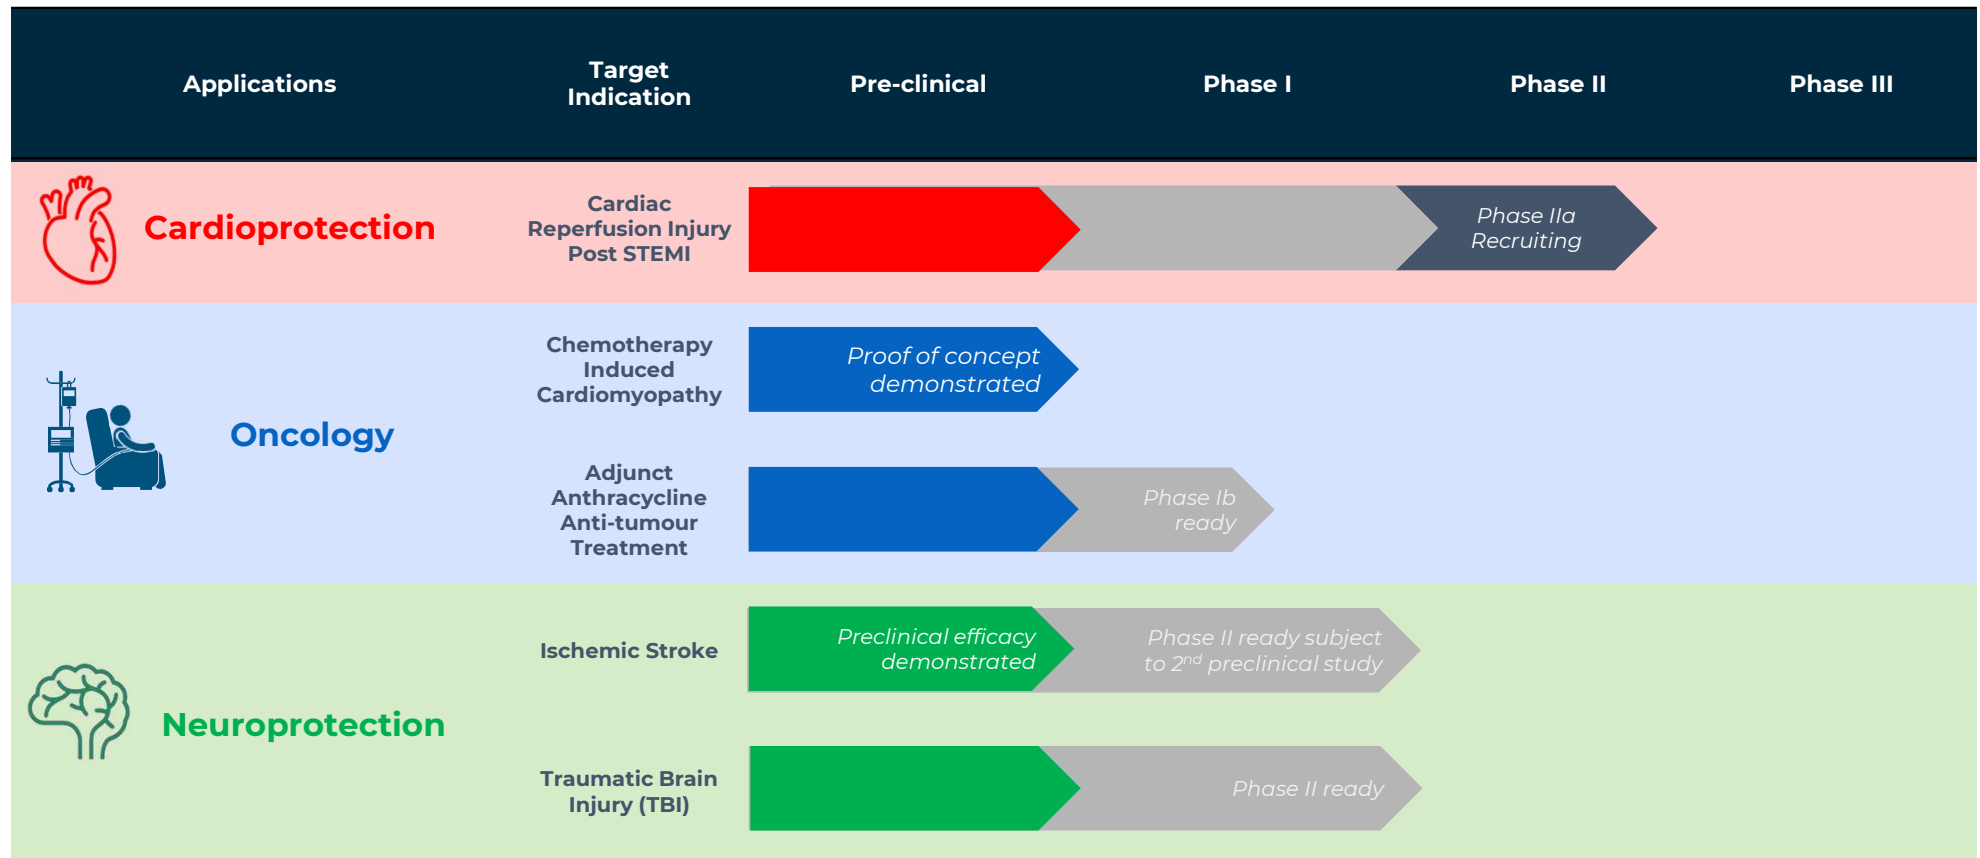 Applications
Target
Indication
Pre-clinical
Phase I
Phase II
Phase III
Cardioprotection
Cardiac
Reperfusion Injury
Post STEMI
Phase IIa
Recruiting
Oncology
Chemotherapy
Induced
Cardiomyopathy
Proof of concept
demonstrated
Adjunct
Anthracycline
Anti-tumour
Treatment
Phase Ib
ready
Neuroprotection
Ischemic Stroke
Preclinical efficacy
demonstrated
Phase II ready subject
to 2nd preclinical study
Traumatic Brain
Injury (TBI)
Phase II ready